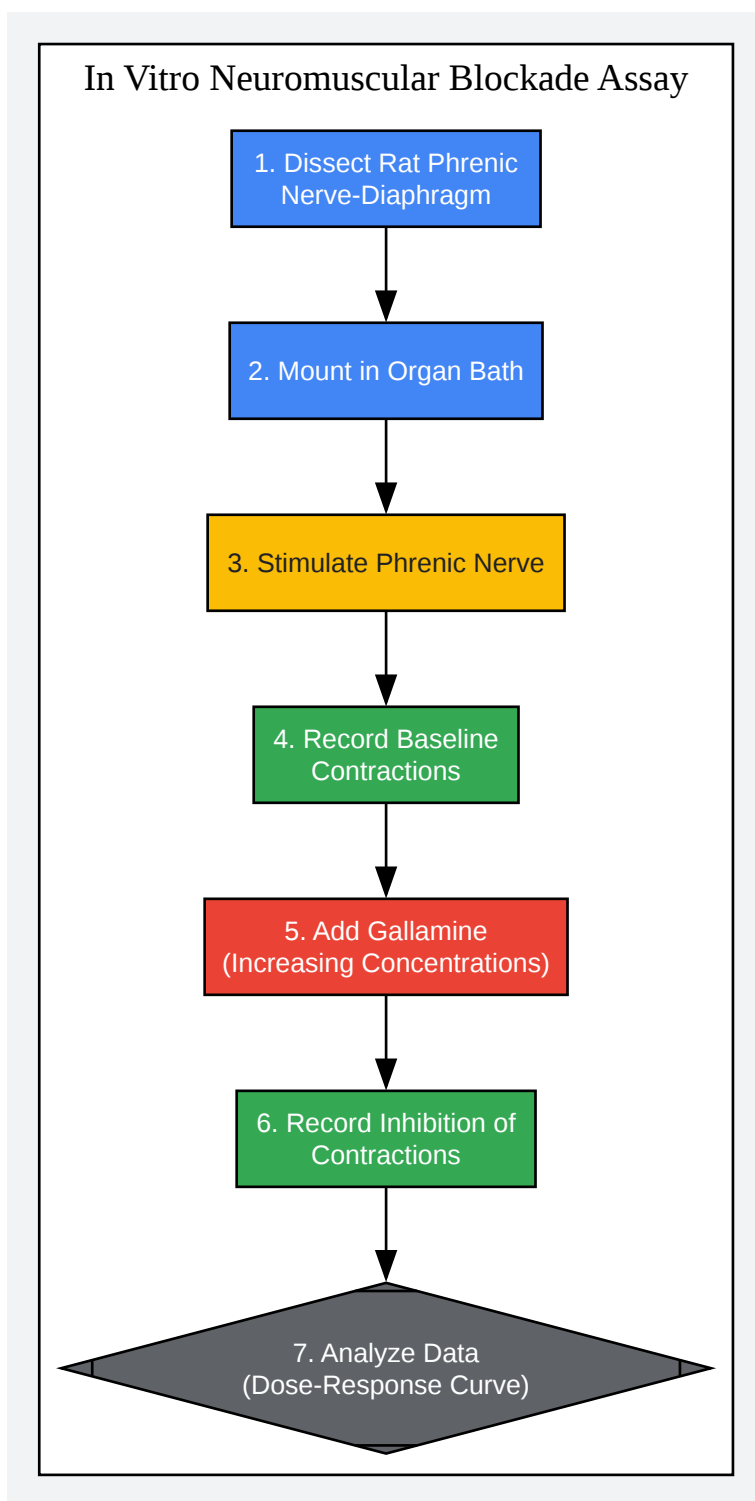 In Vitro Neuromuscular Blockade Assay
1. Dissect Rat Phrenic
Nerve-Diaphragm
2. Mount in Organ Bath
3. Stimulate Phrenic Nerve
4. Record Baseline
Contractions
5. Add Gallamine
(Increasing Concentrations)
6. Record Inhibition of
Contractions
7. Analyze Data
(Dose-Response Curve)